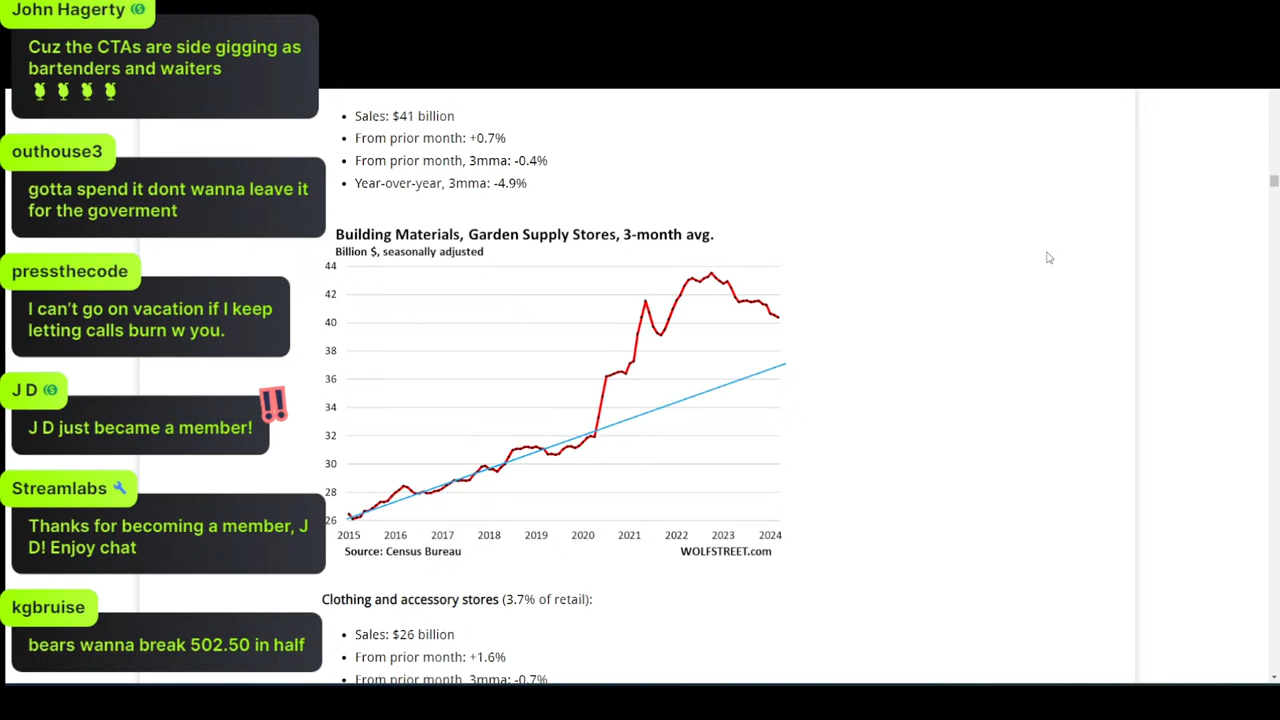 John Hagerty
Cuz the CTAs are side gigging as
bartenders and waiters
outhouse3
gotta spend it dont wanna leave it
for the goverment
pressthecode
I can't go on vacation if I keep
letting calls burn w you.
J D
J D just became a member!
Streamlabs
Thanks for becoming a member, J
D! Enjoy chat
kgbruise
bears wanna break 502.50 in half
• Sales: $41 billion
• From prior month: +0.7%
• From prior month, 3mma: -0.4%
• Year-over-year, 3mma: -4.9%
Building Materials, Garden Supply Stores, 3-month avg.
Billion $, seasonally adjusted
44
42
40
38
36
34
32
30
28
26
2015 2016 2017 2018 2019 2020 2021 2022 2023 2024
Source: Census Bureau WOLFSTREET.com
Clothing and accessory stores (3.7% of retail):
• Sales: $26 billion
• From prior month: +1.6%
• From prior month, 3mma: -0.7%